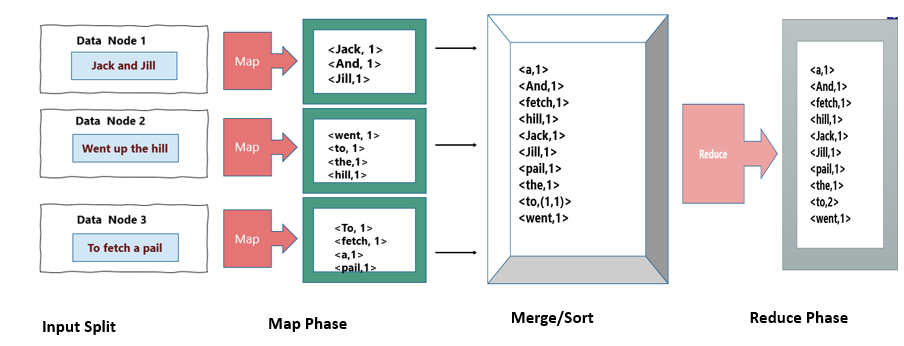 Data Node 1
Jack and Jill
Map
<Jack, 1>
<And, 1>
<Jill,1>
Data Node 2
Went up the hill
Map
<went, 1>
<to, 1>
<the,1>
<hill,1>
Data Node 3
To fetch a pail
Map
<To, 1>
<fetch, 1>
<a,1>
<pail,1>
<a,1>
<And,1>
<fetch,1>
<hill,1>
<Jack,1>
<Jill,1>
<pail,1>
<the,1>
<to,(1,1)>
<went,1>
Reduce
<a,1>
<And,1>
<fetch,1>
<hill,1>
<Jack,1>
<Jill,1>
<pail,1>
<the,1>
<to,2>
<went,1>
Input Split
Map Phase
Merge/Sort
Reduce Phase